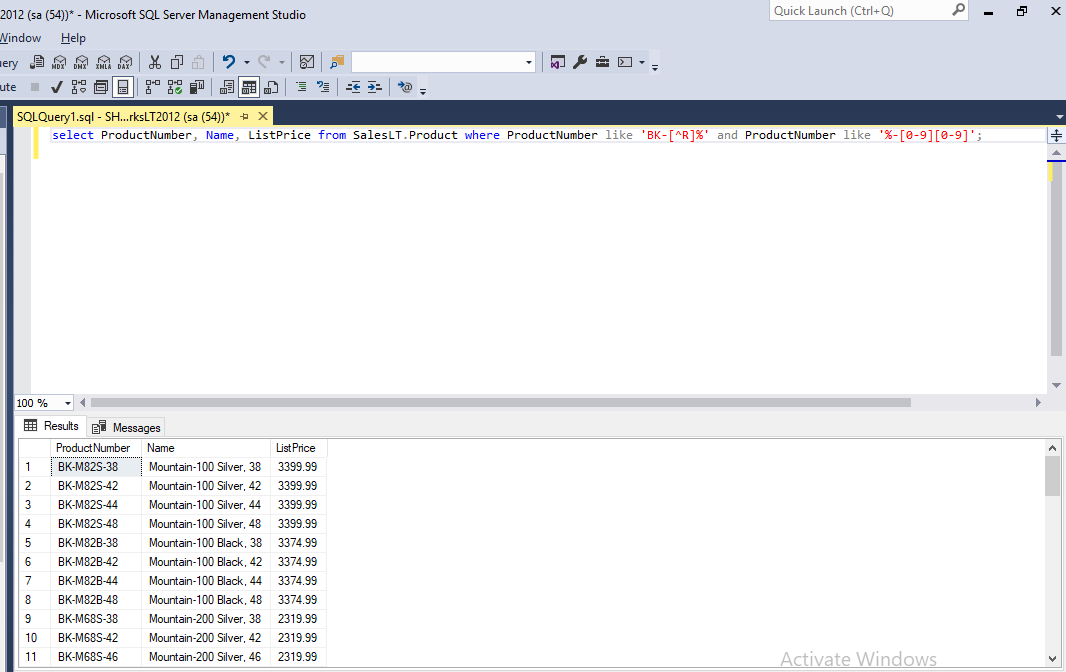 2012 (sa (54))* - Microsoft SQL Server Management Studio
Quick Launch (Ctrl+Q)
Window Help
ery MDX DMX XMLA DAX
ute
SQLQuery1.sql - SH...rksLT2012 (sa (54))*
select ProductNumber, Name, ListPrice from SalesLT.Product where ProductNumber like 'BK-[^R]%' and ProductNumber like '%-[0-9][0-9]';
100 %
Results Messages
ProductNumber Name ListPrice
1 BK-M82S-38 Mountain-100 Silver, 38 3399.99
2 BK-M82S-42 Mountain-100 Silver, 42 3399.99
3 BK-M82S-44 Mountain-100 Silver, 44 3399.99
4 BK-M82S-48 Mountain-100 Silver, 48 3399.99
5 BK-M82B-38 Mountain-100 Black, 38 3374.99
6 BK-M82B-42 Mountain-100 Black, 42 3374.99
7 BK-M82B-44 Mountain-100 Black, 44 3374.99
8 BK-M82B-48 Mountain-100 Black, 48 3374.99
9 BK-M68S-38 Mountain-200 Silver, 38 2319.99
10 BK-M68S-42 Mountain-200 Silver, 42 2319.99
11 BK-M68S-46 Mountain-200 Silver, 46 2319.99
Activate Windows